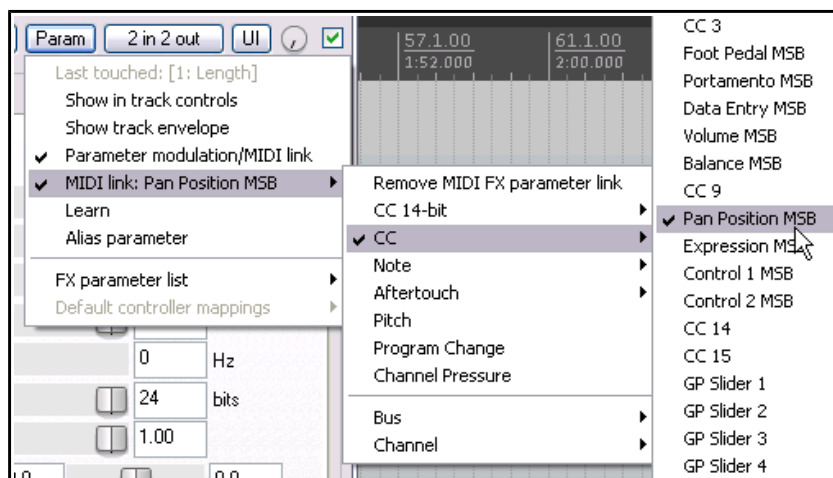 Param 2 in 2 out UI
Last touched: [1: Length]
Show in track controls
Show track envelope
Parameter modulation/MIDI link
MIDI link: Pan Position MSB
Learn
Alias parameter
FX parameter list
Default controller mappings
0 Hz
24 bits
1.00
0.0
57.1.00 61.1.00
1:52.000 2:00.000
Remove MIDI FX parameter link
CC 14-bit
CC
Note
Aftertouch
Pitch
Program Change
Channel Pressure
Bus
Channel
CC 3
Foot Pedal MSB
Portamento MSB
Data Entry MSB
Volume MSB
Balance MSB
CC 9
Pan Position MSB
Expression MSB
Control 1 MSB
Control 2 MSB
CC 14
CC 15
GP Slider 1
GP Slider 2
GP Slider 3
GP Slider 4